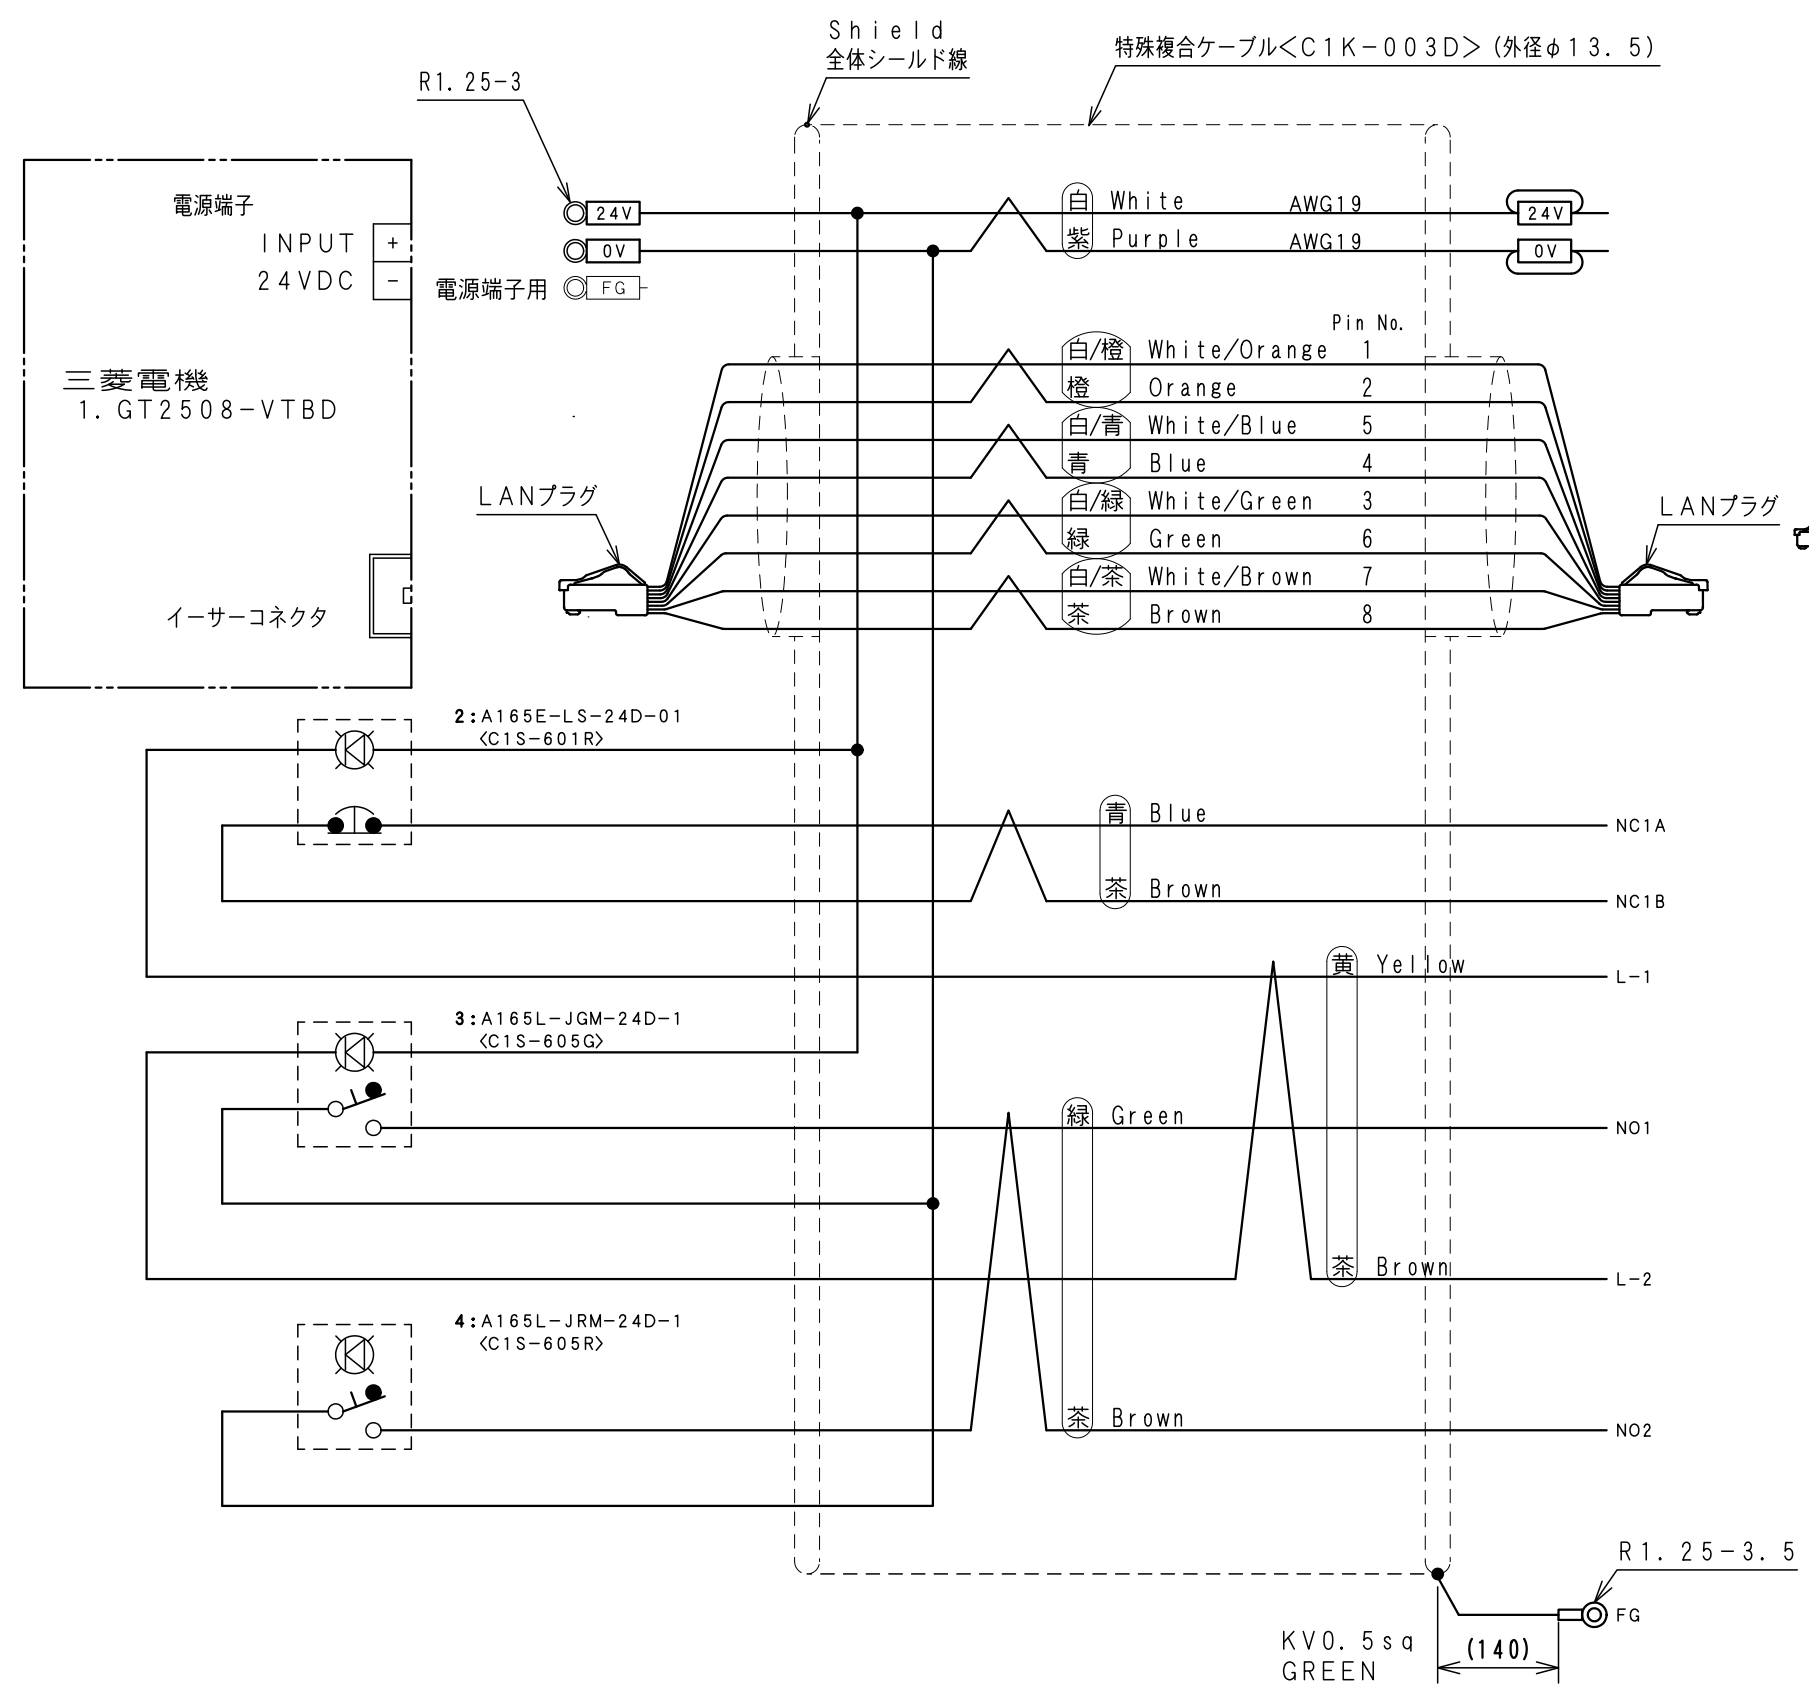 Shield
全体シールド線
特殊複合ケーブル<C1K-003D>(外径φ13.5)
R1.25-3
電源端子
INPUT +
24VDC -
24V
0V
電源端子用 FG
白 White AWG19 24V
紫 Purple AWG19 0V
Pin No.
白/橙 White/Orange 1
橙 Orange 2
白/青 White/Blue 5
青 Blue 4
白/緑 White/Green 3
緑 Green 6
白/茶 White/Brown 7
茶 Brown 8
三菱電機
1.GT2508-VTBD
LANプラグ
LANプラグ
イーサーコネクタ
2:A165E-LS-24D-01
<C1S-601R>
青 Blue NC1A
茶 Brown NC1B
黄 Yellow L-1
3:A165L-JGM-24D-1
<C1S-605G>
緑 Green NO1
茶 Brown L-2
4:A165L-JRM-24D-1
<C1S-605R>
茶 Brown NO2
R1.25-3.5
FG
KV0.5sq
GREEN
(140)